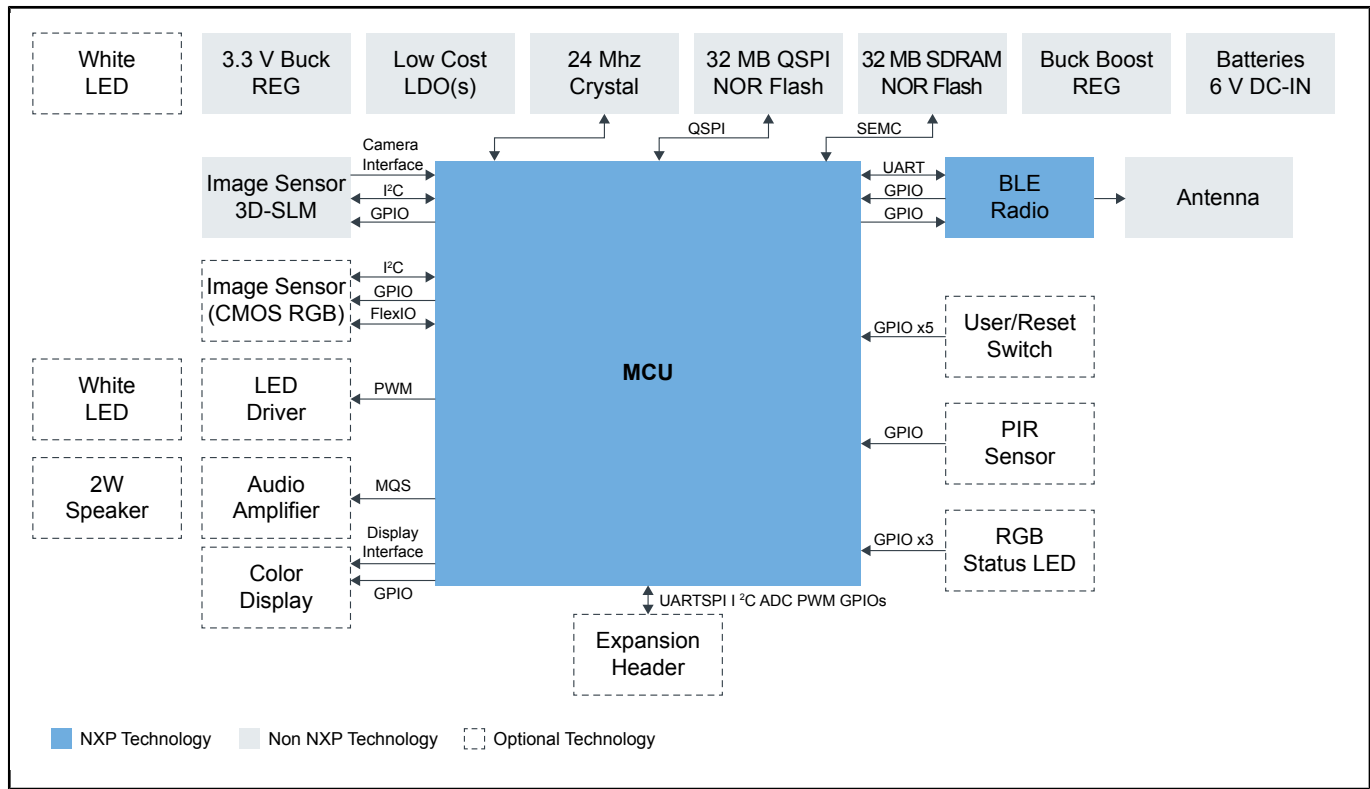 White
LED
3.3 V Buck
REG
Low Cost
LDO(s)
24 Mhz
Crystal
32 MB QSPI
NOR Flash
32 MB SDRAM
NOR Flash
Buck Boost
REG
Batteries
6 V DC-IN
QSPI
SEMC
Camera
Interface
Image Sensor
3D-SLM
I²C
GPIO
UART
GPIO
GPIO
BLE
Radio
Antenna
Image Sensor
(CMOS RGB)
I²C
GPIO
FlexIO
MCU
GPIO x5
User/Reset
Switch
White
LED
LED
Driver
PWM
GPIO
PIR
Sensor
2W
Speaker
Audio
Amplifier
MQS
GPIO x3
RGB
Status LED
Color
Display
Display
Interface
GPIO
UARTSPI I ²C ADC PWM GPIOs
Expansion
Header
NXP Technology
Non NXP Technology
Optional Technology